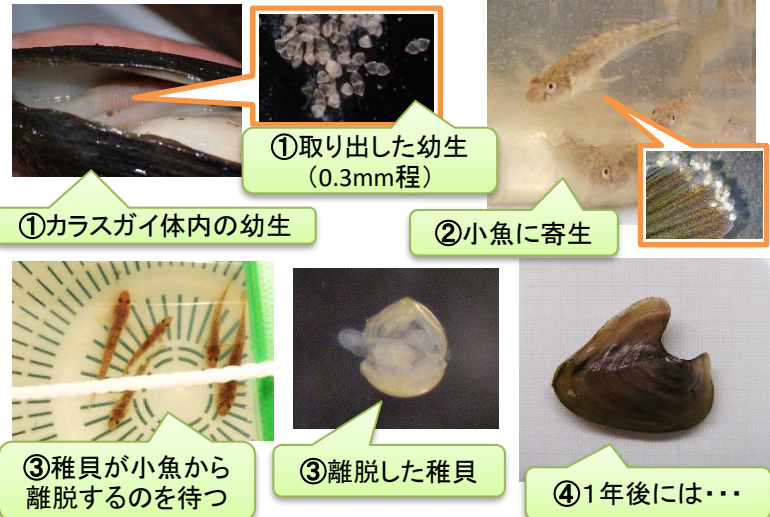 ①取り出した幼生
（0.3mm程）
①カラスガイ体内の幼生
②小魚に寄生
③稚貝が小魚から
離脱するのを待つ
③離脱した稚貝
④１年後には・・・